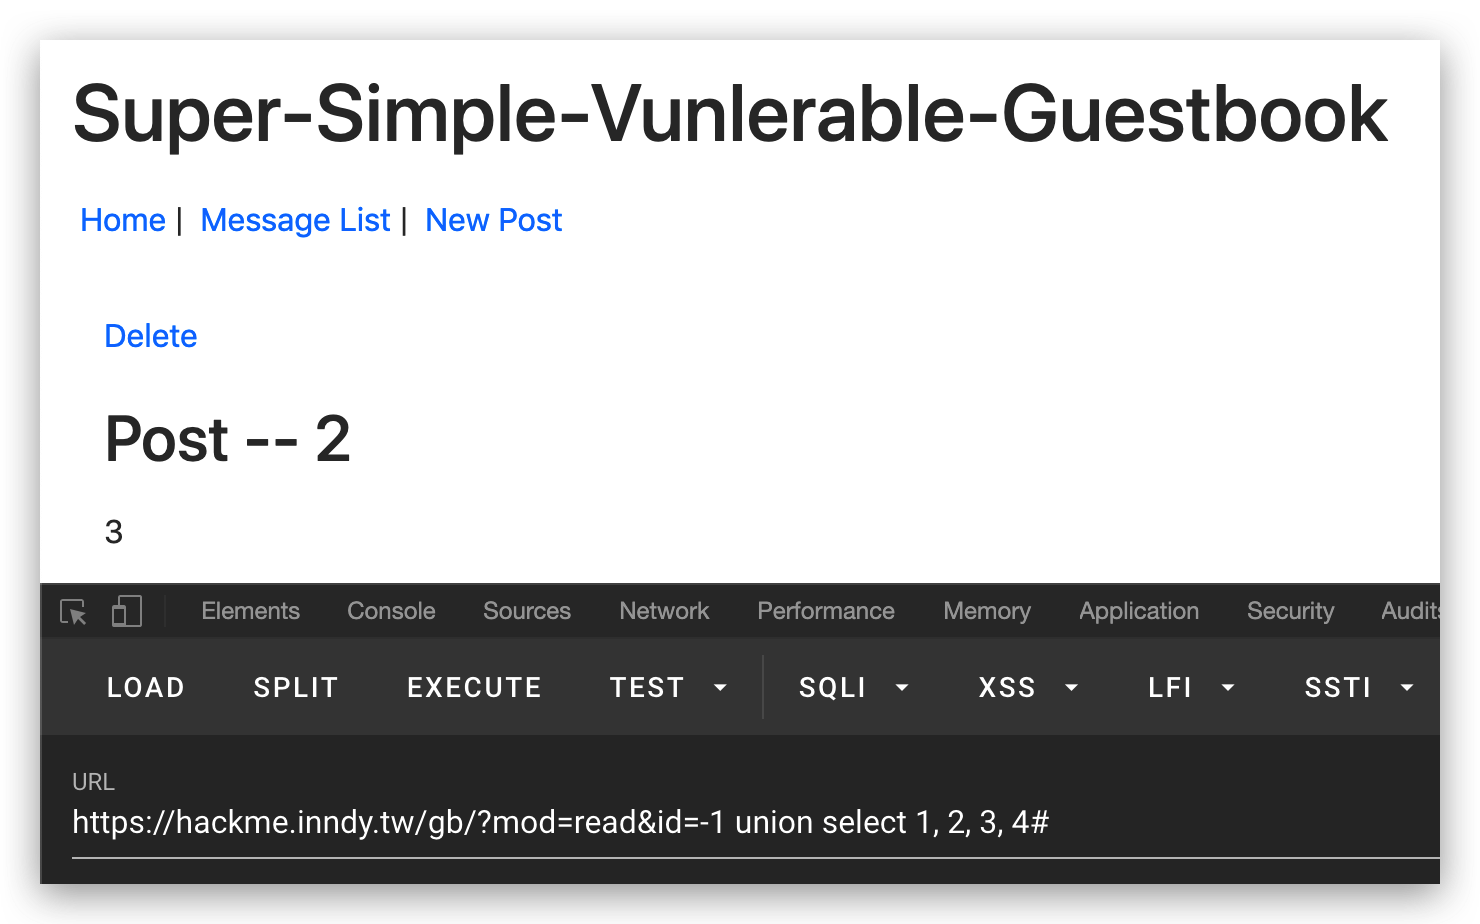 Super-Simple-Vunlerable-Guestbook
Home | Message List | New Post
Delete
Post -- 2
3
Elements Console Sources Network Performance Memory Application Security Audits
LOAD SPLIT EXECUTE TEST SQLI XSS LFI SSTI
URL
https://hackme.inndy.tw/gb/?mod=read&id=-1 union select 1, 2, 3, 4#